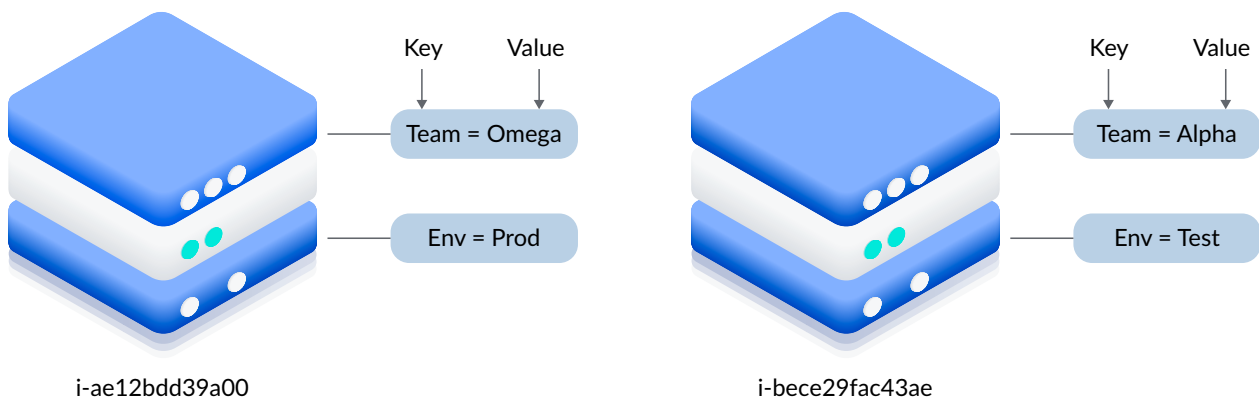 Key Value
Team = Omega
Env = Prod
i-ae12bdd39a00
Key Value
Team = Alpha
Env = Test
i-bece29fac43ae